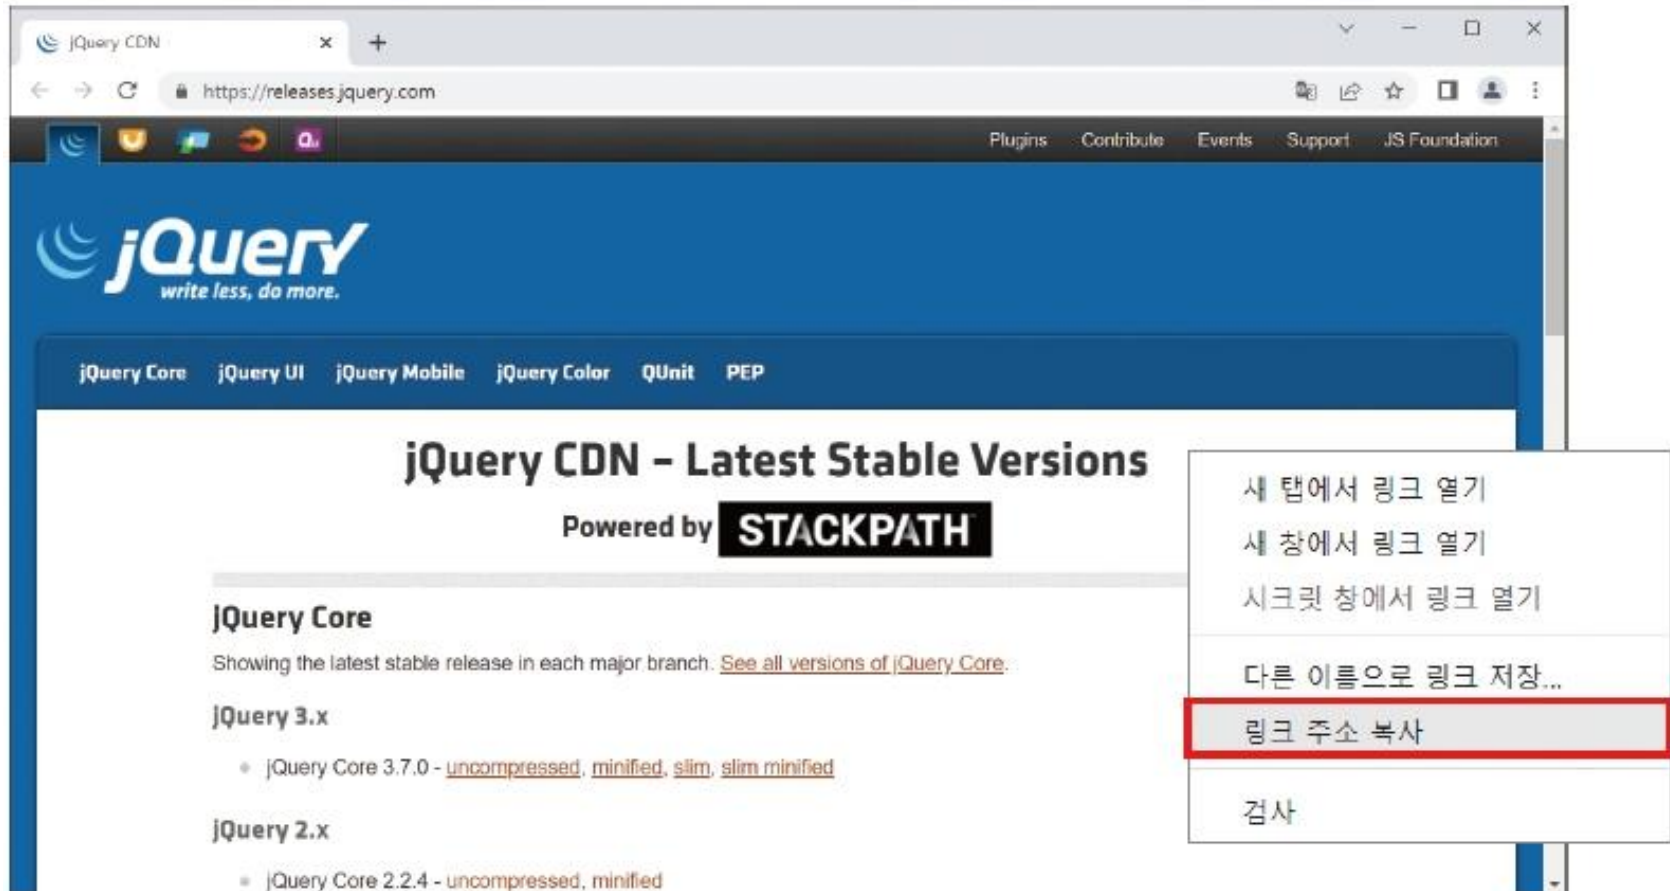 jQuery CDN
https://releases.jquery.com
Plugins Contribute Events Support JS Foundation
jQuery
write less, do more.
jQuery Core jQuery UI jQuery Mobile jQuery Color QUnit PEP
jQuery CDN – Latest Stable Versions
Powered by STACKPATH
jQuery Core
Showing the latest stable release in each major branch. See all versions of jQuery Core.
jQuery 3.x
jQuery Core 3.7.0 - uncompressed, minified, slim, slim minified
jQuery 2.x
jQuery Core 2.2.4 - uncompressed, minified
새 탭에서 링크 열기
새 창에서 링크 열기
시크릿 창에서 링크 열기
다른 이름으로 링크 저장...
링크 주소 복사
검사